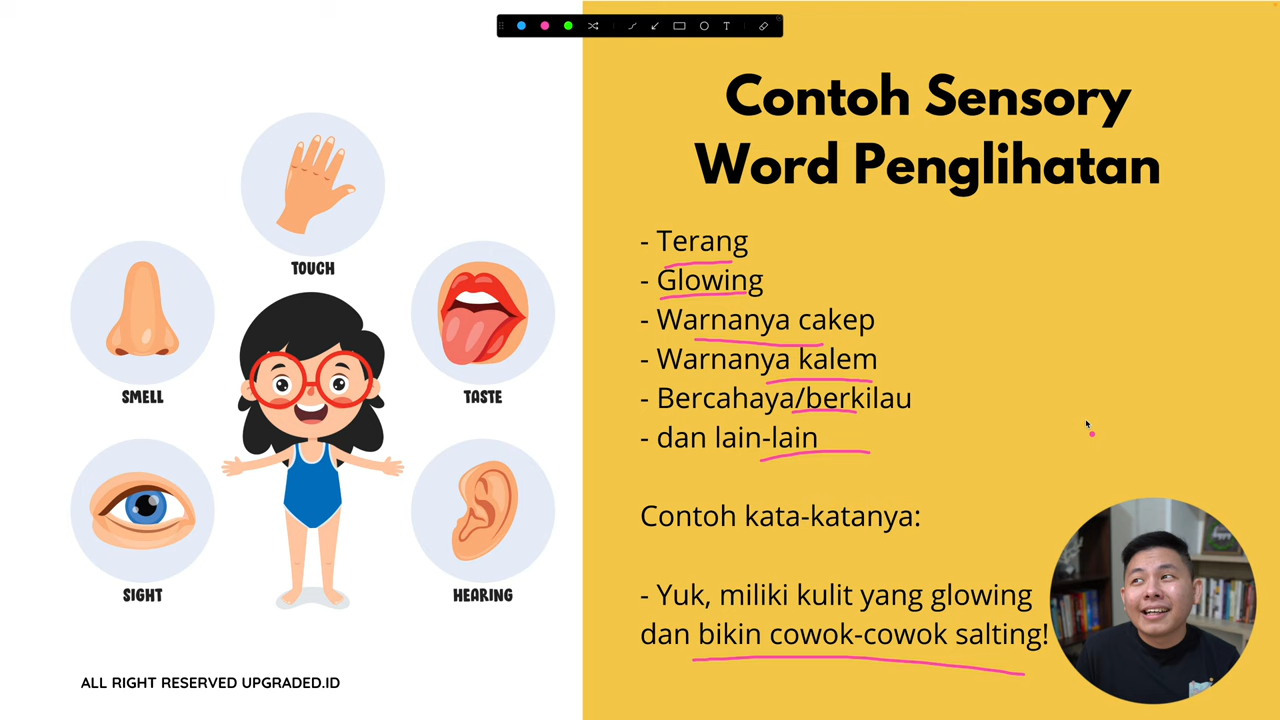 Contoh Sensory
Word Penglihatan
TOUCH
SMELL
TASTE
SIGHT
HEARING
- Terang
- Glowing
- Warnanya cakep
- Warnanya kalem
- Bercahaya/berkilau
- dan lain-lain
Contoh kata-katanya:
- Yuk, miliki kulit yang glowing
dan bikin cowok-cowok salting!
ALL RIGHT RESERVED UPGRADED.ID
T